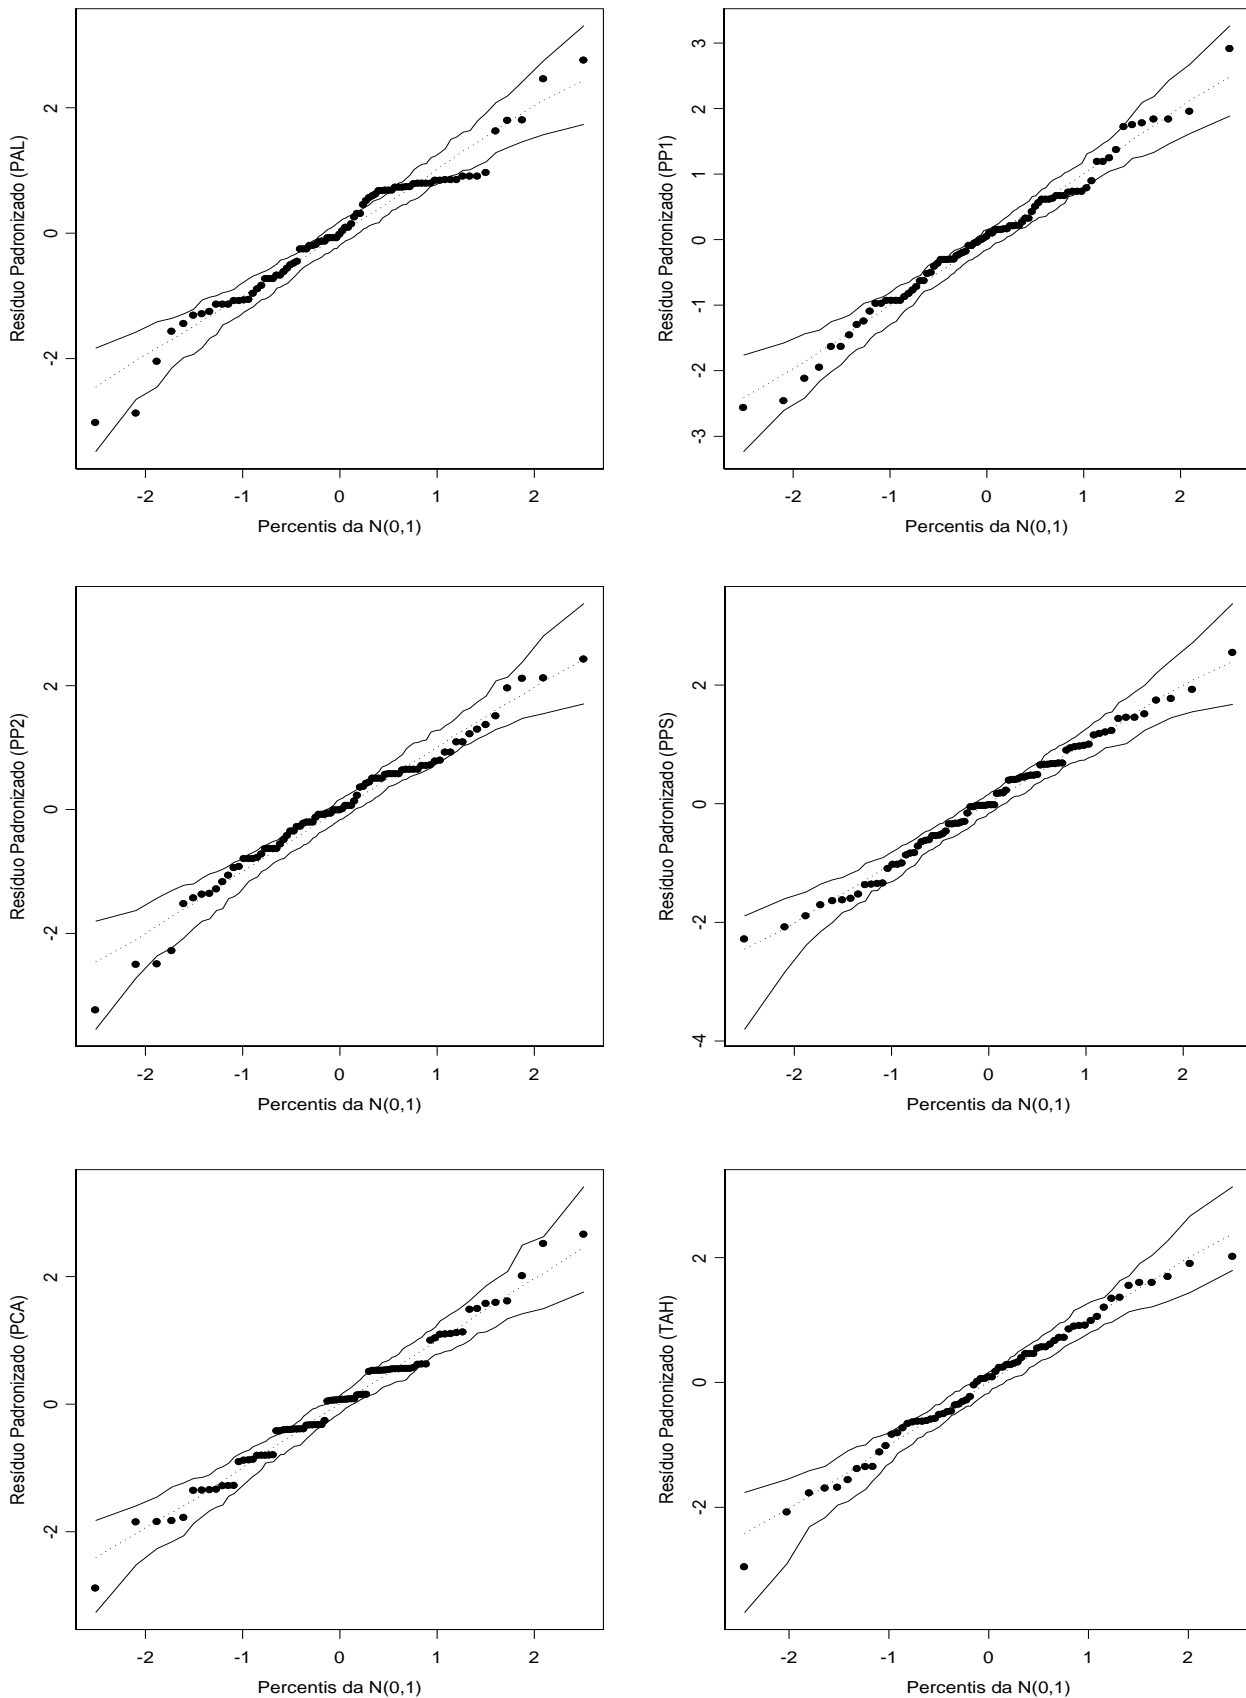 Resíduo Padronizado (PAL)
2
0
-2
-2 -1 0 1 2
Percentis da N(0,1)
Resíduo Padronizado (PP1)
3
2
1
0
-1
-2
-3
-2 -1 0 1 2
Percentis da N(0,1)
Resíduo Padronizado (PP2)
2
0
-2
-2 -1 0 1 2
Percentis da N(0,1)
Resíduo Padronizado (PPS)
2
0
-2
-4
-2 -1 0 1 2
Percentis da N(0,1)
Resíduo Padronizado (PCA)
2
0
-2
-2 -1 0 1 2
Percentis da N(0,1)
Resíduo Padronizado (TAH)
2
0
-2
-2 -1 0 1 2
Percentis da N(0,1)